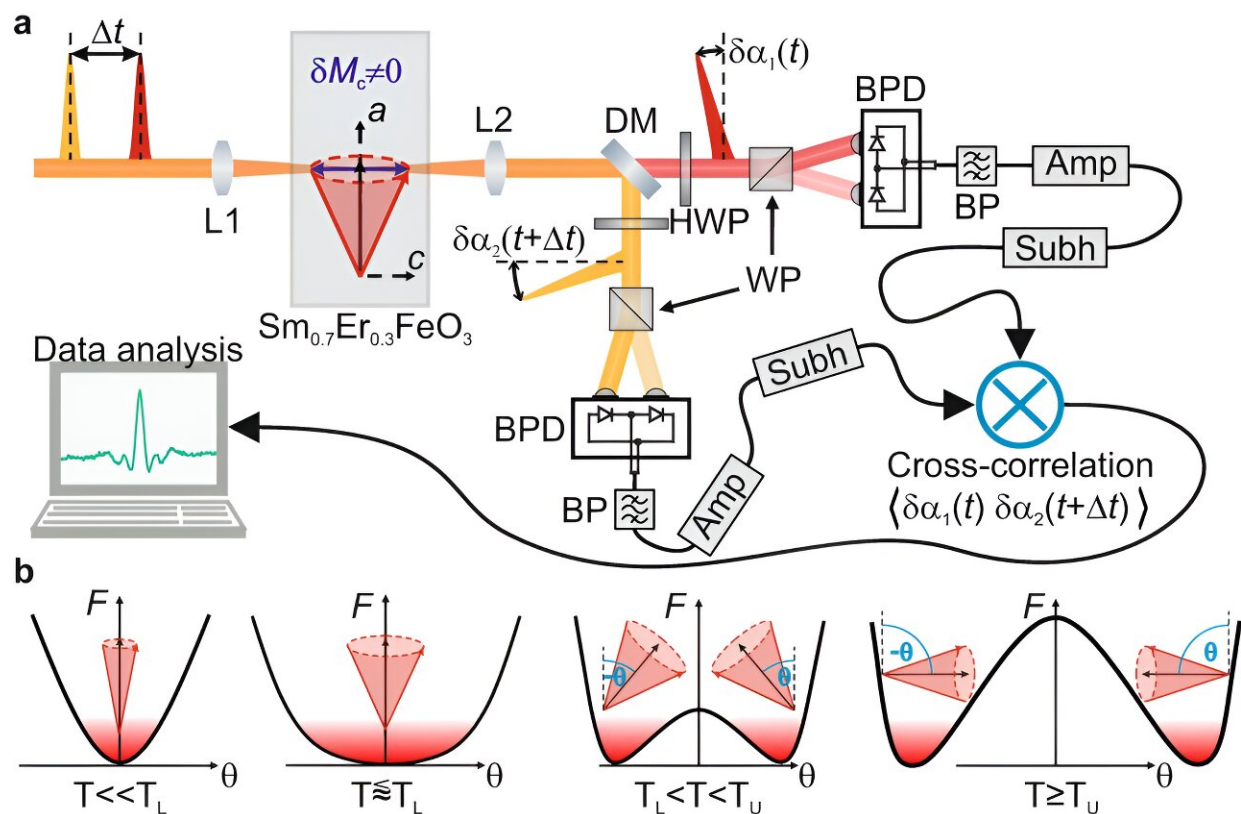 a
Δt
δM_c≠0
a
c
L1
L2
DM
δα₁(t)
BPD
BP
Amp
HWP
Subh
δα₂(t+Δt)
WP
Sm₀.₇Er₀.₃FeO₃
Data analysis
Subh
BPD
BP
Amp
Cross-correlation
⟨δα₁(t) δα₂(t+Δt)⟩
b
F
θ
T<<T_L
F
θ
T⪅T_L
F
-θ
θ
θ
T_L<T<T_U
F
-θ
θ
θ
T≥T_U